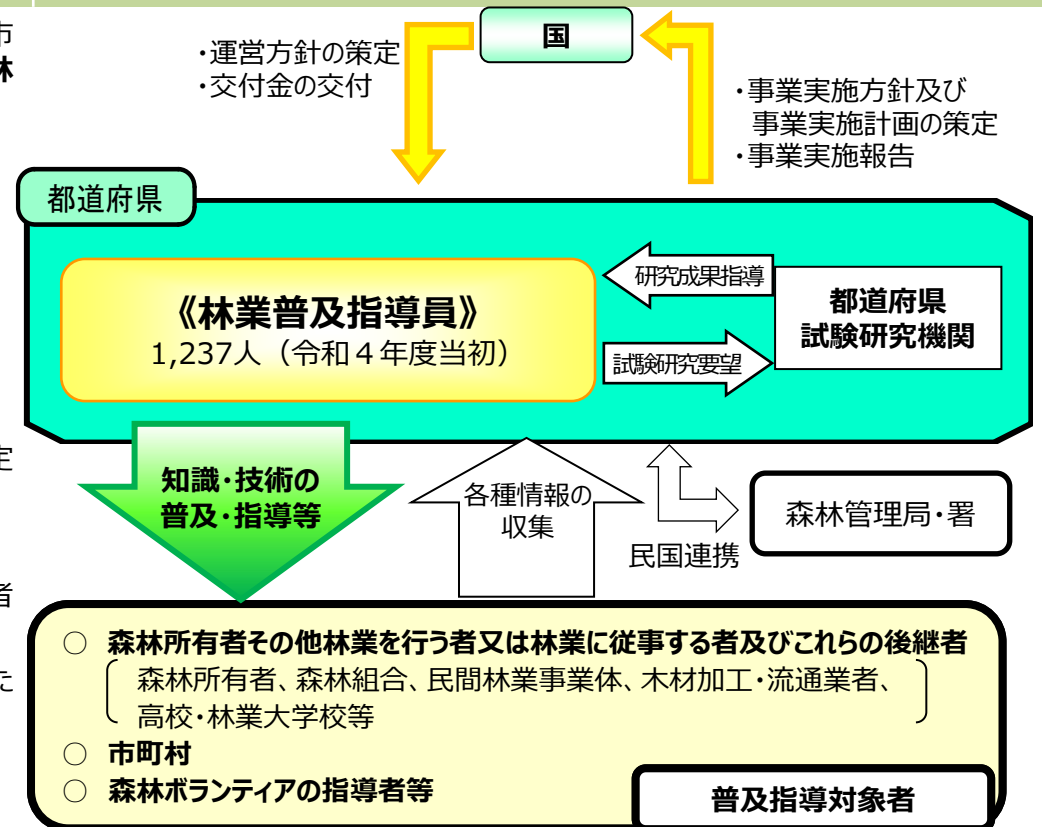 市
林
定
者
た
国
・運営方針の策定
・交付金の交付
・事業実施方針及び
事業実施計画の策定
・事業実施報告
都道府県
《林業普及指導員》
1,237人（令和４年度当初）
研究成果指導
試験研究要望
都道府県
試験研究機関
知識・技術の
普及・指導等
各種情報の
収集
民国連携
森林管理局・署
○ 森林所有者その他林業を行う者又は林業に従事する者及びこれらの後継者
森林所有者、森林組合、民間林業事業体、木材加工・流通業者、
高校・林業大学校等
○ 市町村
○ 森林ボランティアの指導者等
普及指導対象者